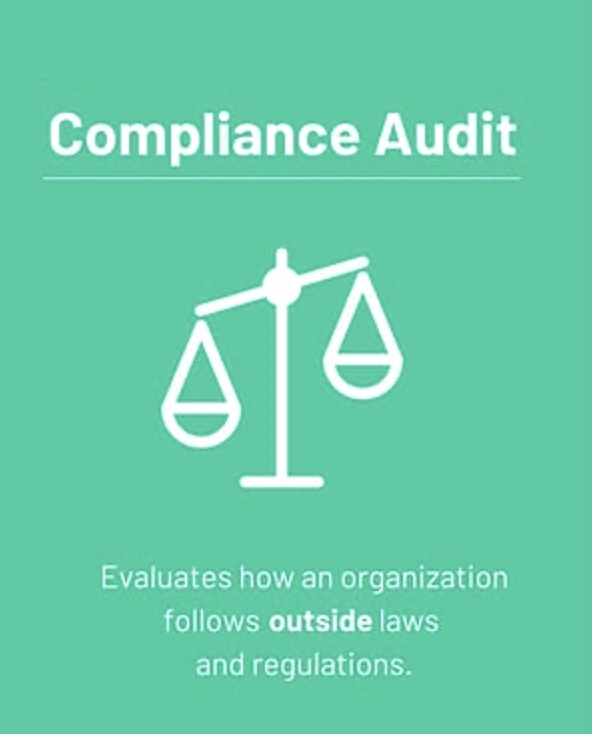 Compliance Audit
Evaluates how an organization
follows outside laws
and regulations.